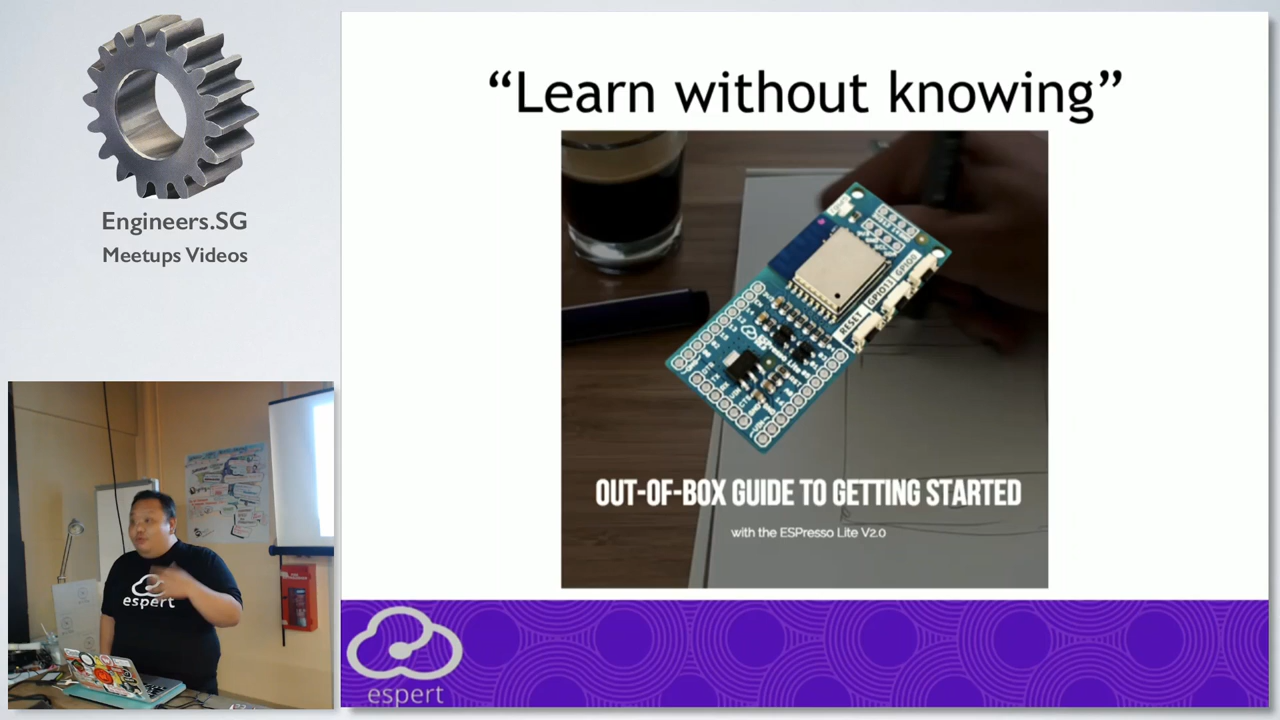 Engineers.SG
Meetups Videos
“Learn without knowing”
RESET
GPIO13
GPIO0
OUT-OF-BOX GUIDE TO GETTING STARTED
with the ESPresso Lite V2.0
espert
espert